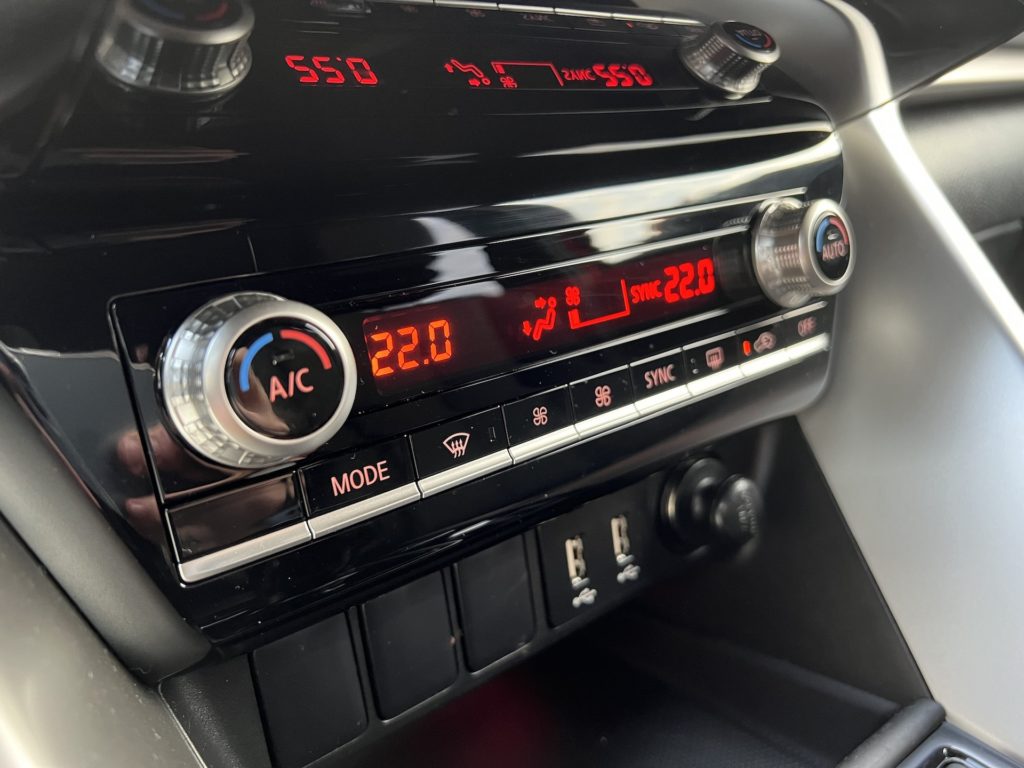 22.0
SYNC 22.0
AUTO
A/C
MODE
SYNC
OFF